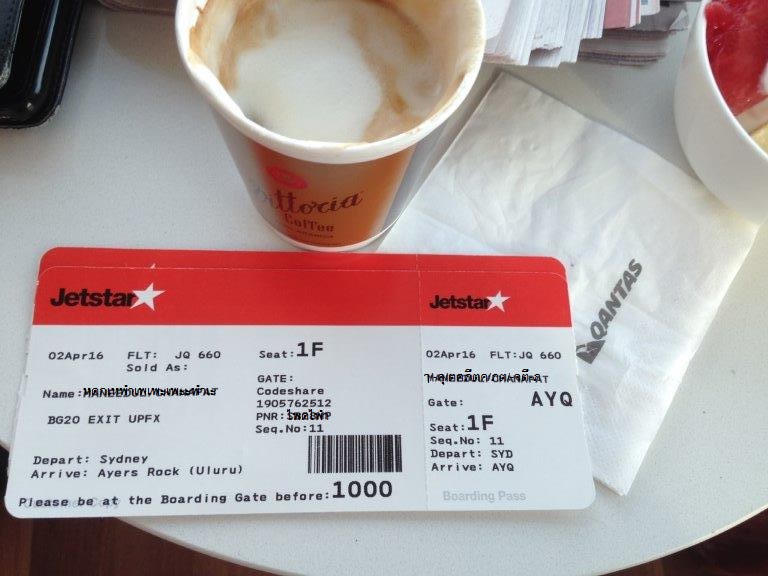 Vittoria
Coffee
QANTAS
Jetstar
02Apr16 FLT: JQ 660
Sold As:
Name:
BG20 EXIT UPFX
Depart: Sydney
Arrive: Ayers Rock (Uluru)
Please be at the Boarding Gate before:1000
Seat:1F
GATE:
Codeshare
1905762512
PNR:
Seq.No:11
Jetstar
02Apr16 FLT:JQ 660
Gate: AYQ
Seat:1F
Seq.No: 11
Depart: SYD
Arrive: AYQ
Boarding Pass